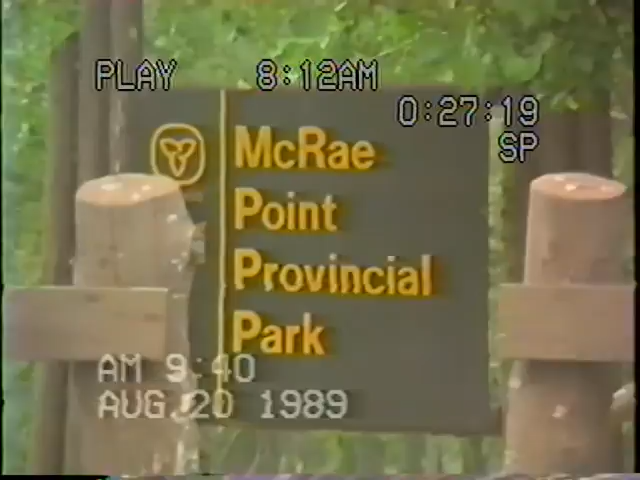 PLAY 8:12AM
0:27:19
SP
McRae
Point
Provincial
Park
AM 9:40
AUG.20 1989